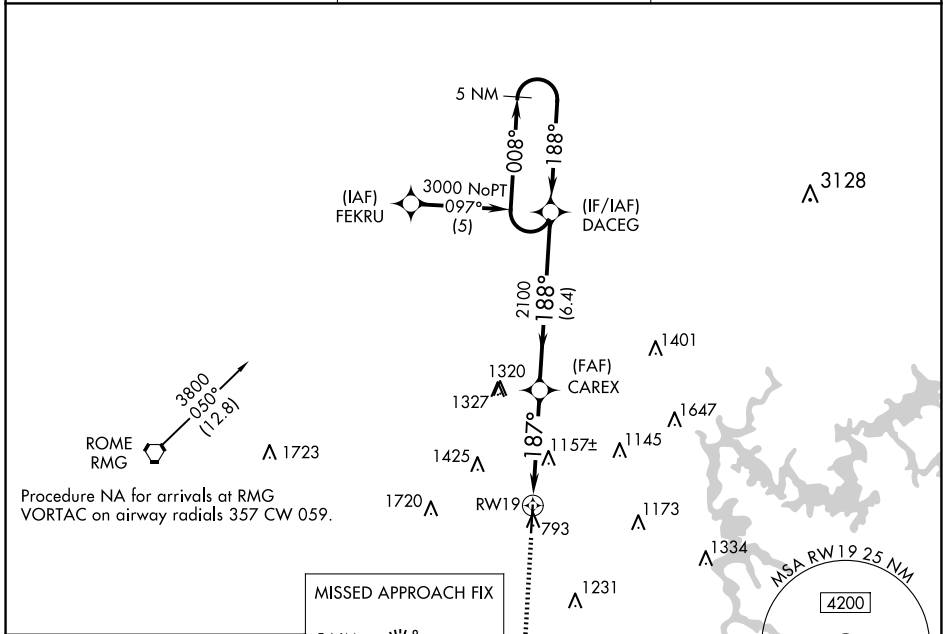 5 NM
008°
188°
(IAF)
FEKRU
3000 NoPT
097°
(5)
(IF/IAF)
DACEG
3128
2100
188°
(6.4)
1401
(FAF)
CAREX
1320
1327
3800
050°
(12.8)
1647
187°
ROME
RMG
1723
1425
1157±
1145
Procedure NA for arrivals at RMG
VORTAC on airway radials 357 CW 059.
1720
RW19
793
1173
1334
MSA RW19 25 NM
4200
MISSED APPROACH FIX
1231